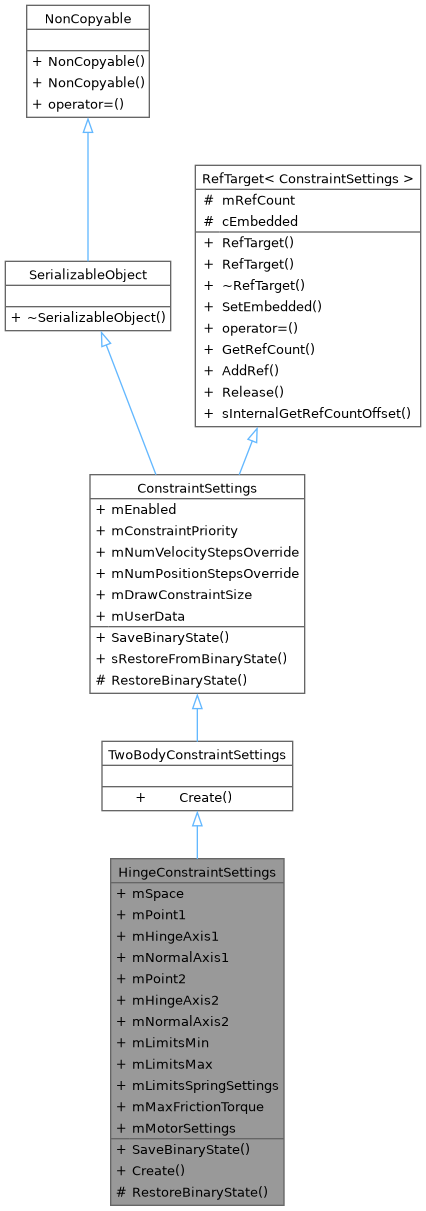 NonCopyable
+ NonCopyable()
+ NonCopyable()
+ operator=()
RefTarget< ConstraintSettings >
# mRefCount
# cEmbedded
+ RefTarget()
+ RefTarget()
+ ~RefTarget()
+ SetEmbedded()
+ operator=()
+ GetRefCount()
+ AddRef()
+ Release()
+ sInternalGetRefCountOffset()
SerializableObject
+ ~SerializableObject()
ConstraintSettings
+ mEnabled
+ mConstraintPriority
+ mNumVelocityStepsOverride
+ mNumPositionStepsOverride
+ mDrawConstraintSize
+ mUserData
+ SaveBinaryState()
+ sRestoreFromBinaryState()
# RestoreBinaryState()
TwoBodyConstraintSettings
+ Create()
HingeConstraintSettings
+ mSpace
+ mPoint1
+ mHingeAxis1
+ mNormalAxis1
+ mPoint2
+ mHingeAxis2
+ mNormalAxis2
+ mLimitsMin
+ mLimitsMax
+ mLimitsSpringSettings
+ mMaxFrictionTorque
+ mMotorSettings
+ SaveBinaryState()
+ Create()
# RestoreBinaryState()